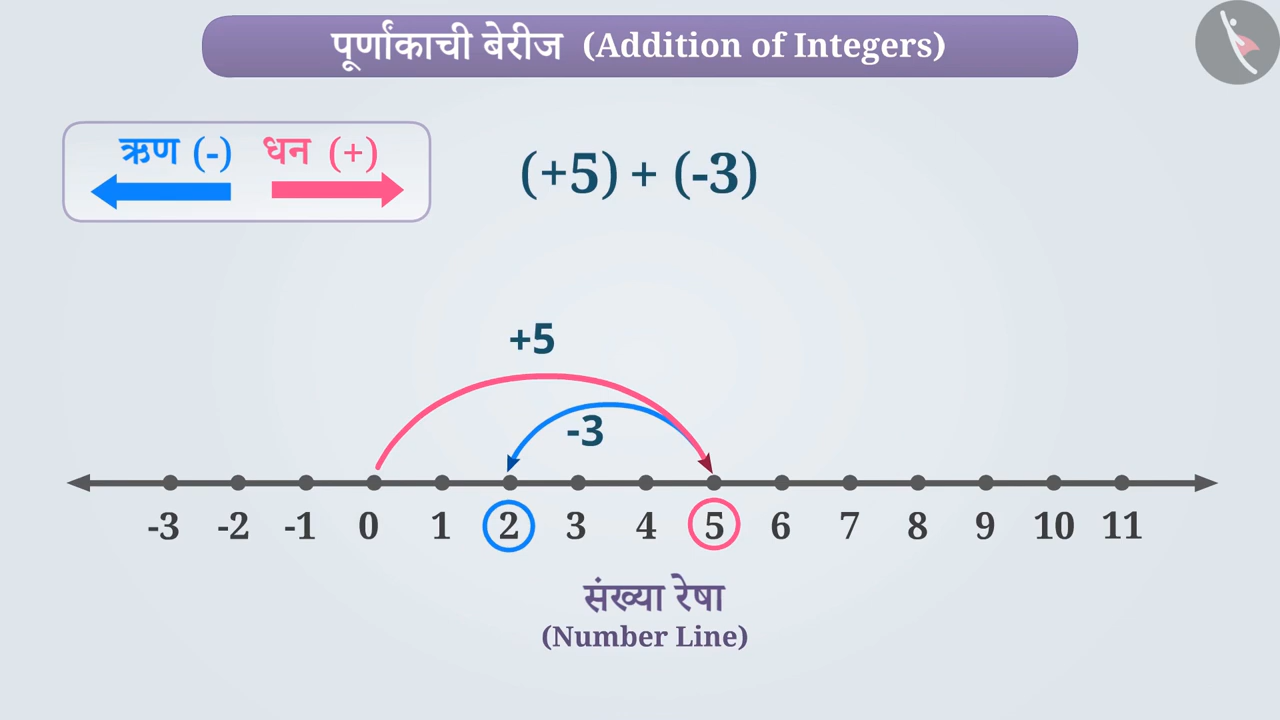 पूर्णांकाची बेरीज (Addition of Integers)
ऋण (-) धन (+)
(+5) + (-3)
+5
-3
-3 -2 -1 0 1 2 3 4 5 6 7 8 9 10 11
संख्या रेषा
(Number Line)